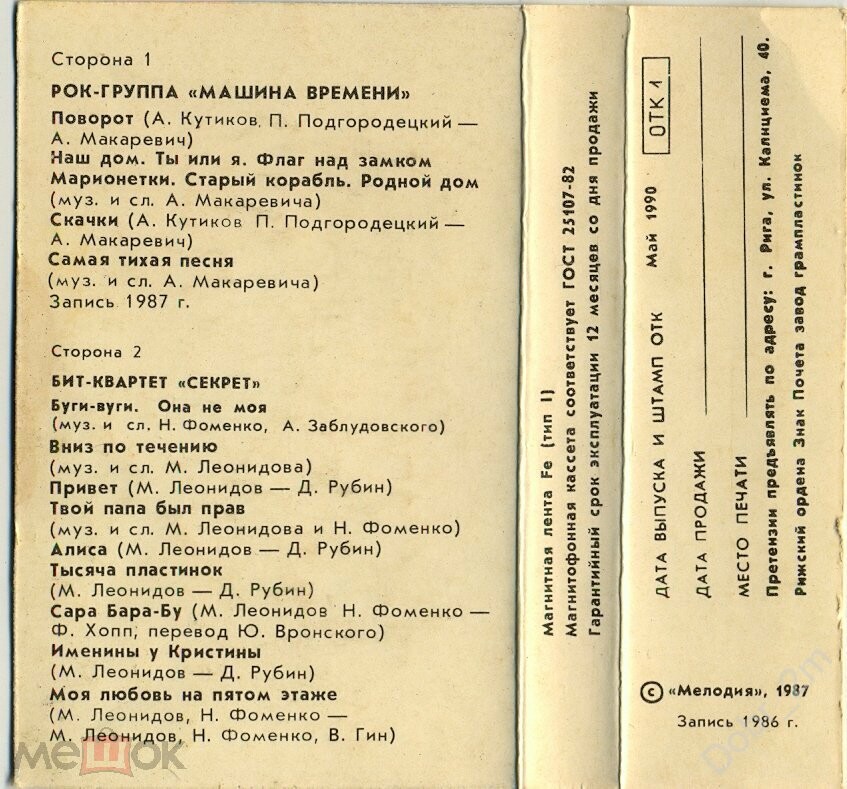 Сторона 1
РОК-ГРУППА «МАШИНА ВРЕМЕНИ»
Поворот (А. Кутиков, П. Подгородецкий —
А. Макаревич)
Наш дом. Ты или я. Флаг над замком
Марионетки. Старый корабль. Родной дом
(муз. и сл. А. Макаревича)
Скачки (А. Кутиков П. Подгородецкий —
А. Макаревич)
Самая тихая песня
(муз. и сл. А. Макаревича)
Запись 1987 г.
Сторона 2
БИТ-КВАРТЕТ «СЕКРЕТ»
Буги-вуги. Она не моя
(муз. и сл. Н. Фоменко, А. Заблудовского)
Вниз по течению
(муз. и сл. М. Леонидова)
Привет (М. Леонидов — Д. Рубин)
Твой папа был прав
(муз. и сл. М. Леонидова и Н. Фоменко)
Алиса (М. Леонидов — Д. Рубин)
Тысяча пластинок
(М. Леонидов — Д. Рубин)
Сара Бара-Бу (М. Леонидов Н. Фоменко —
Ф. Хопп, перевод Ю. Вронского)
Именины у Кристины
(М. Леонидов — Д. Рубин)
Моя любовь на пятом этаже
(М. Леонидов, Н. Фоменко —
М. Леонидов, Н. Фоменко, В. Гин)
Магнитная лента Fe (тип I)
Магнитофонная кассета соответствует ГОСТ 25107-82
Гарантийный срок эксплуатации 12 месяцев со дня продажи
ДАТА ВЫПУСКА И ШТАМП ОТК Май 1990 ОТК 1
ДАТА ПРОДАЖИ
МЕСТО ПЕЧАТИ
Претензии предъявлять по адресу: г. Рига, ул. Калнциема, 40.
Рижский ордена Знак Почета завод грампластинок
© «Мелодия», 1987
Запись 1986 г.
мешок